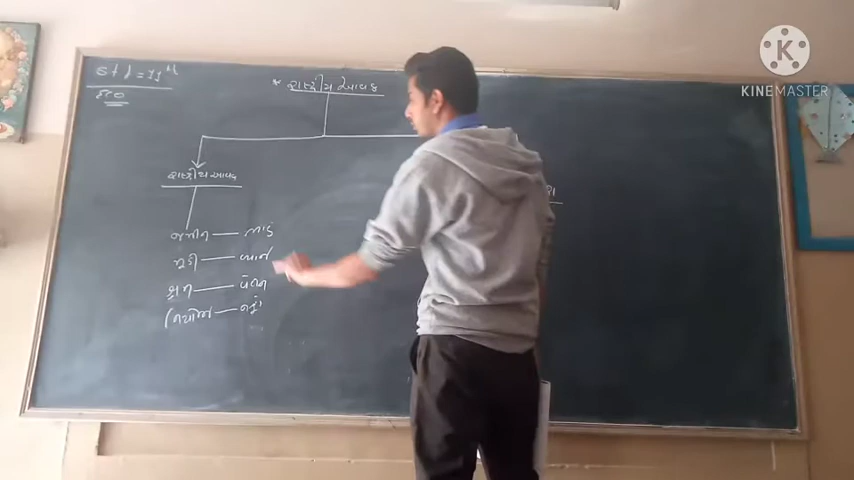 std = 11th
* રાષ્ટ્રીય આવક
રાષ્ટ્રીય આવક
જમીન — ભાડું
મૂડી — વ્યાજ
શ્રમ — વેતન
નિયોજક — નફો
KINEMASTER